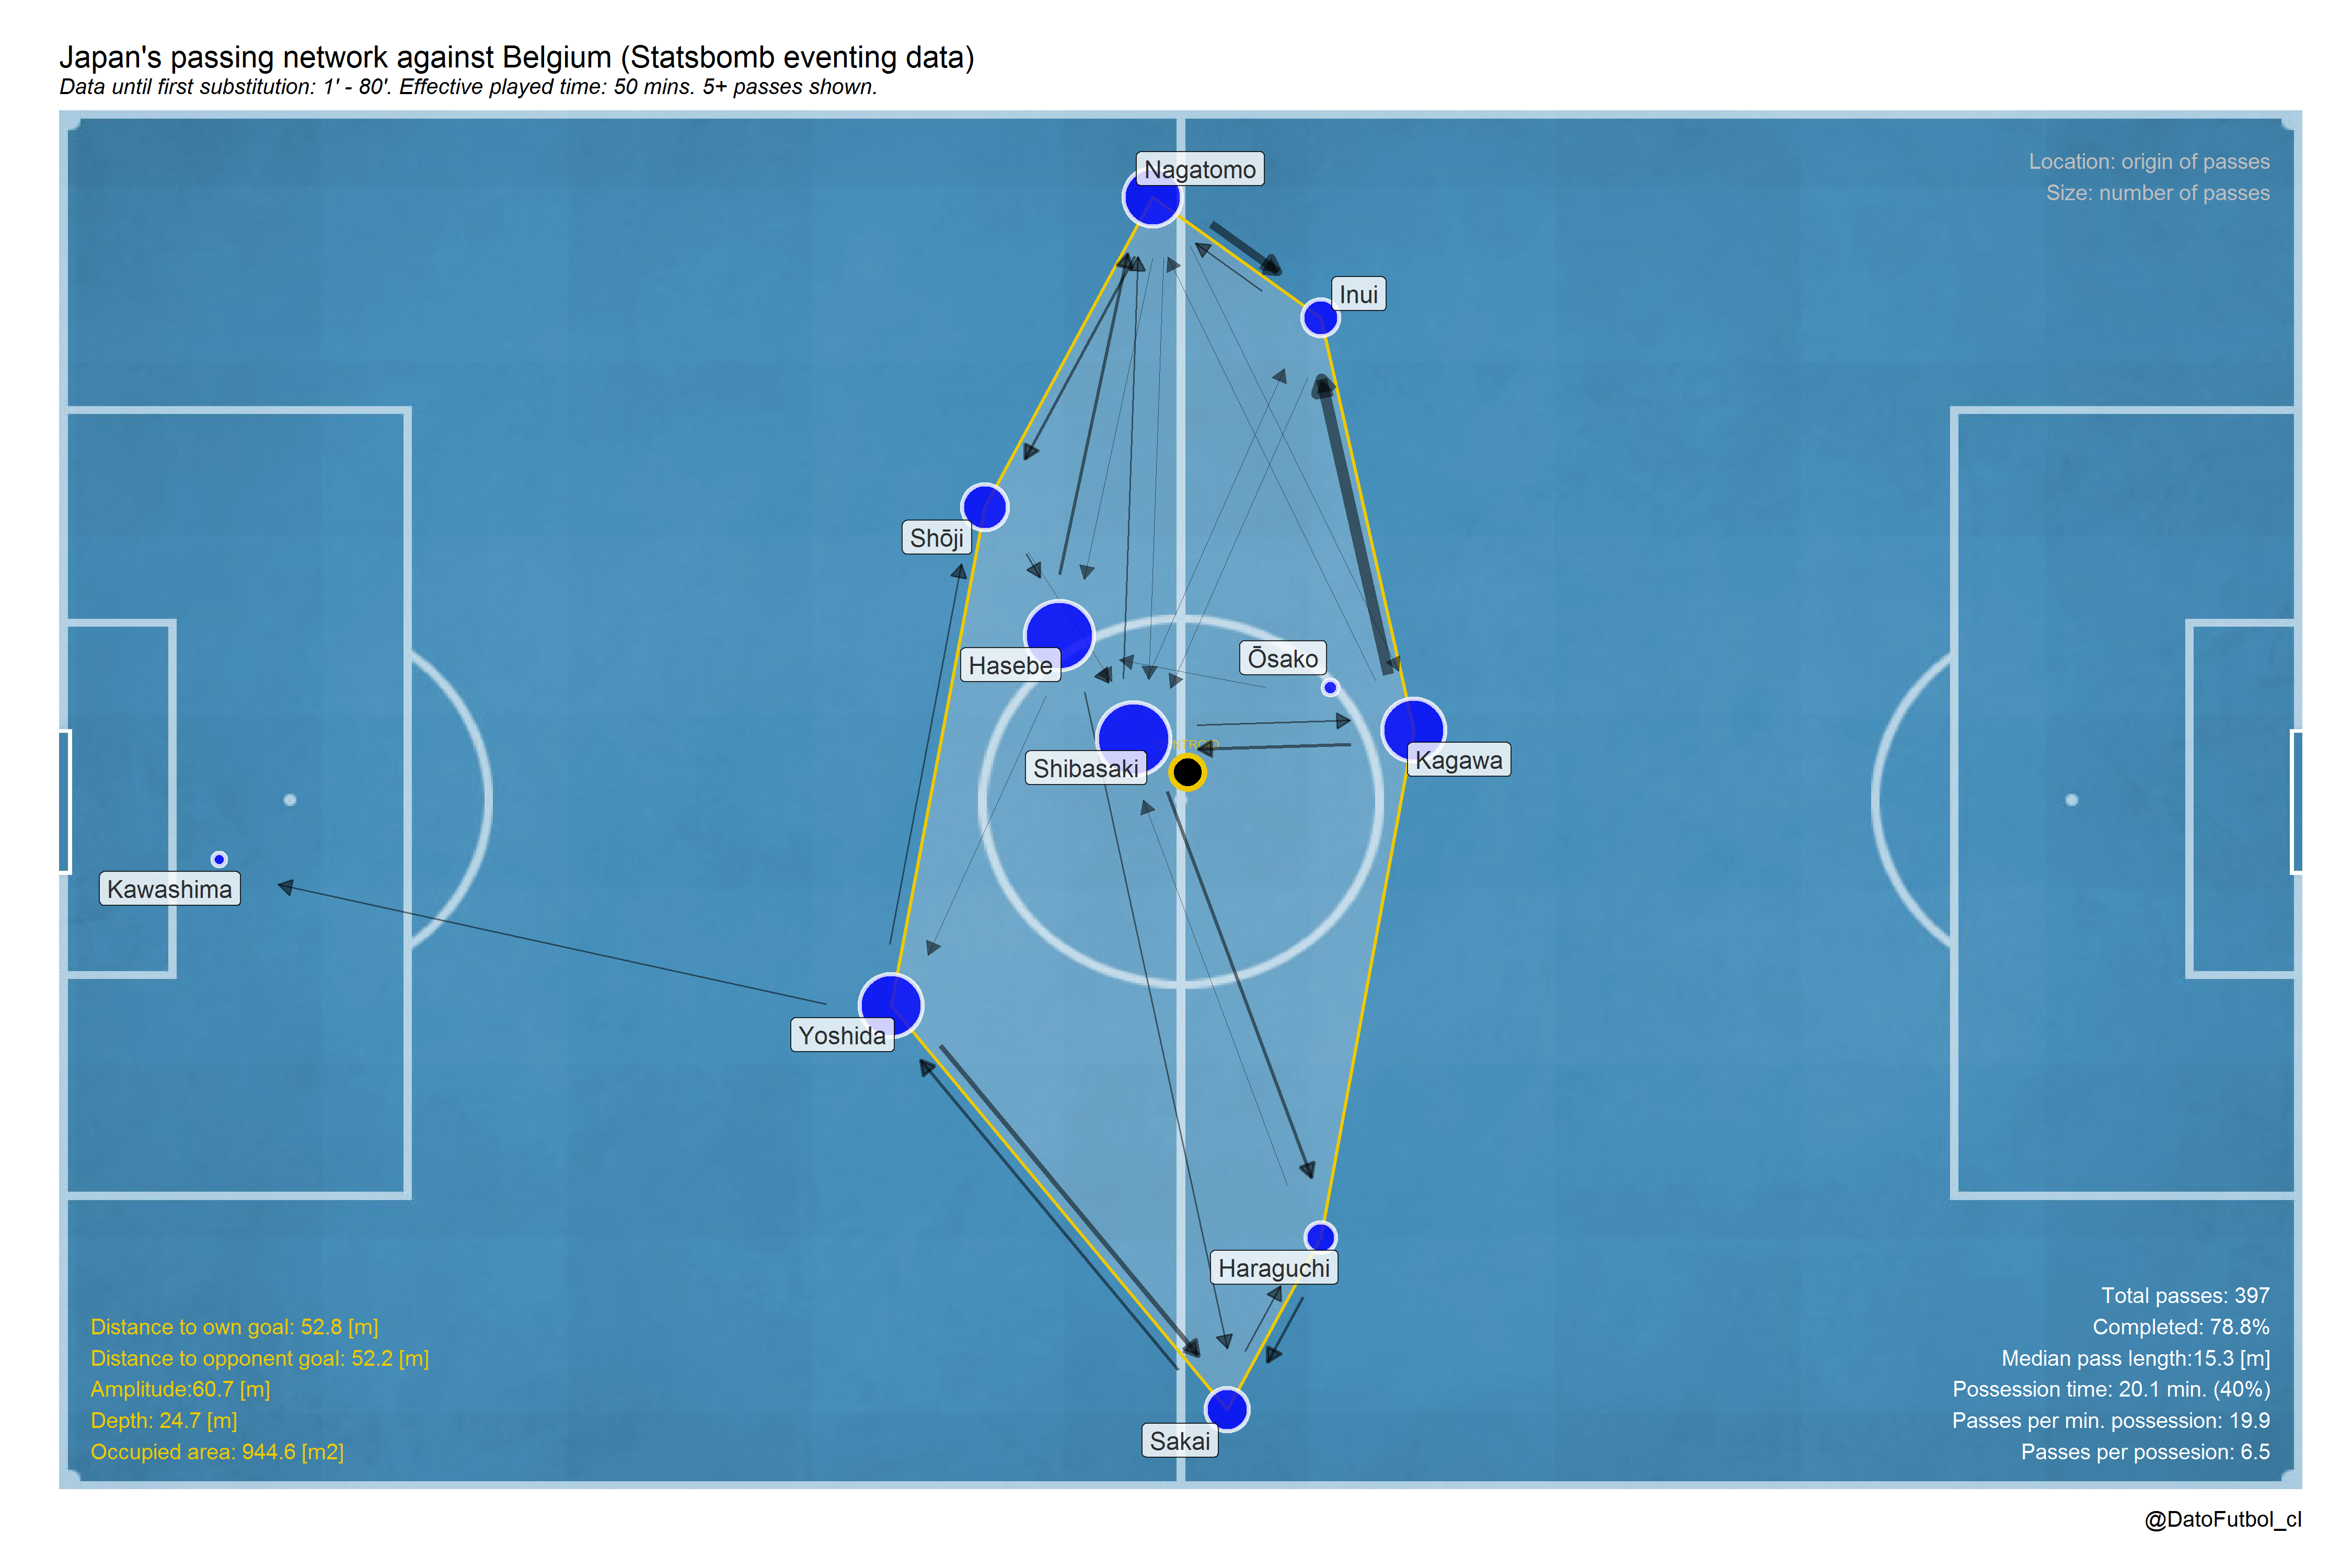 Japan's passing network against Belgium (Statsbomb eventing data)
Data until first substitution: 1' - 80'. Effective played time: 50 mins. 5+ passes shown.
Location: origin of passes
Size: number of passes
Nagatomo
Inui
Shōji
Hasebe
Ōsako
Shibasaki
Kagawa
Kawashima
Yoshida
Haraguchi
Sakai
Distance to own goal: 52.8 [m]
Distance to opponent goal: 52.2 [m]
Amplitude:60.7 [m]
Depth: 24.7 [m]
Occupied area: 944.6 [m2]
Total passes: 397
Completed: 78.8%
Median pass length:15.3 [m]
Possession time: 20.1 min. (40%)
Passes per min. possession: 19.9
Passes per possesion: 6.5
@DatoFutbol_cl